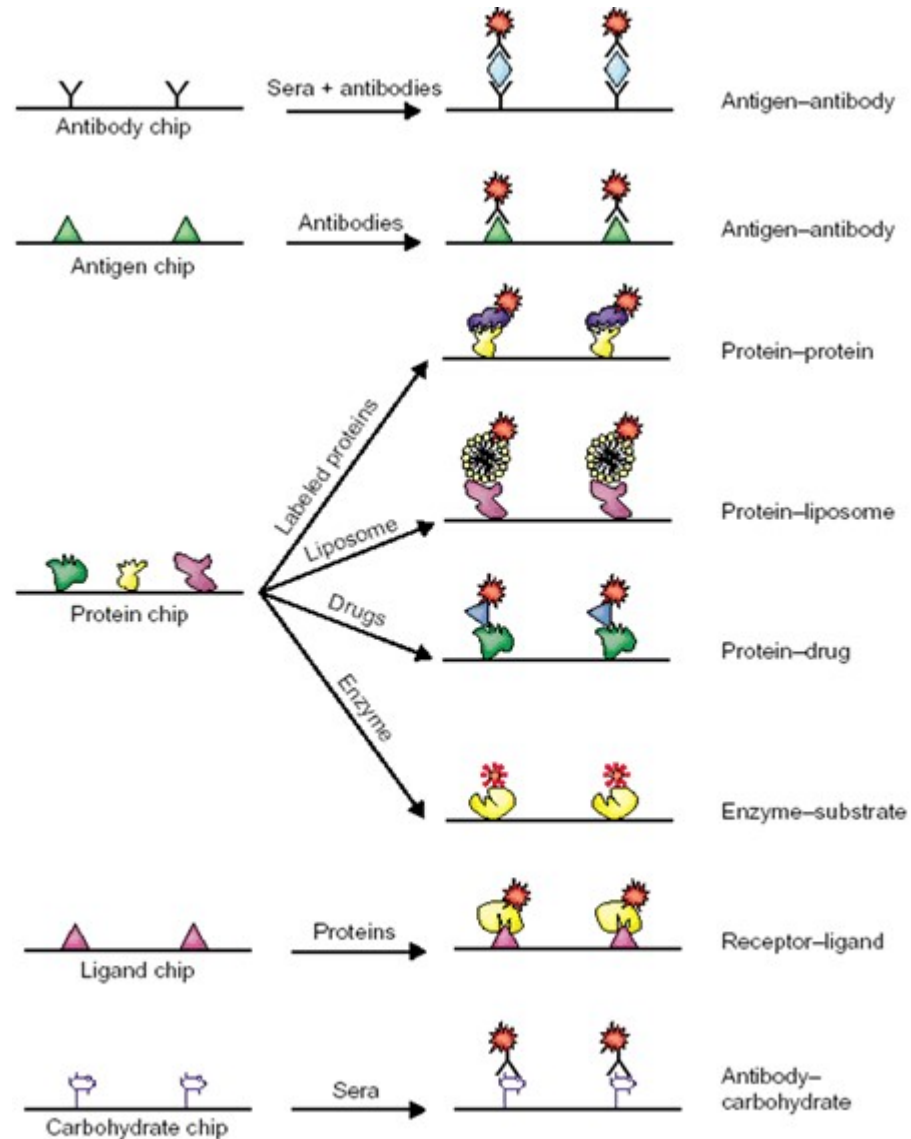 Sera + antibodies
Antibody chip
Antigen–antibody
Antibodies
Antigen chip
Antigen–antibody
Protein–protein
Labeled proteins
Liposome
Protein–liposome
Protein chip
Drugs
Protein–drug
Enzyme
Enzyme–substrate
Proteins
Ligand chip
Receptor–ligand
Sera
Carbohydrate chip
Antibody–
carbohydrate